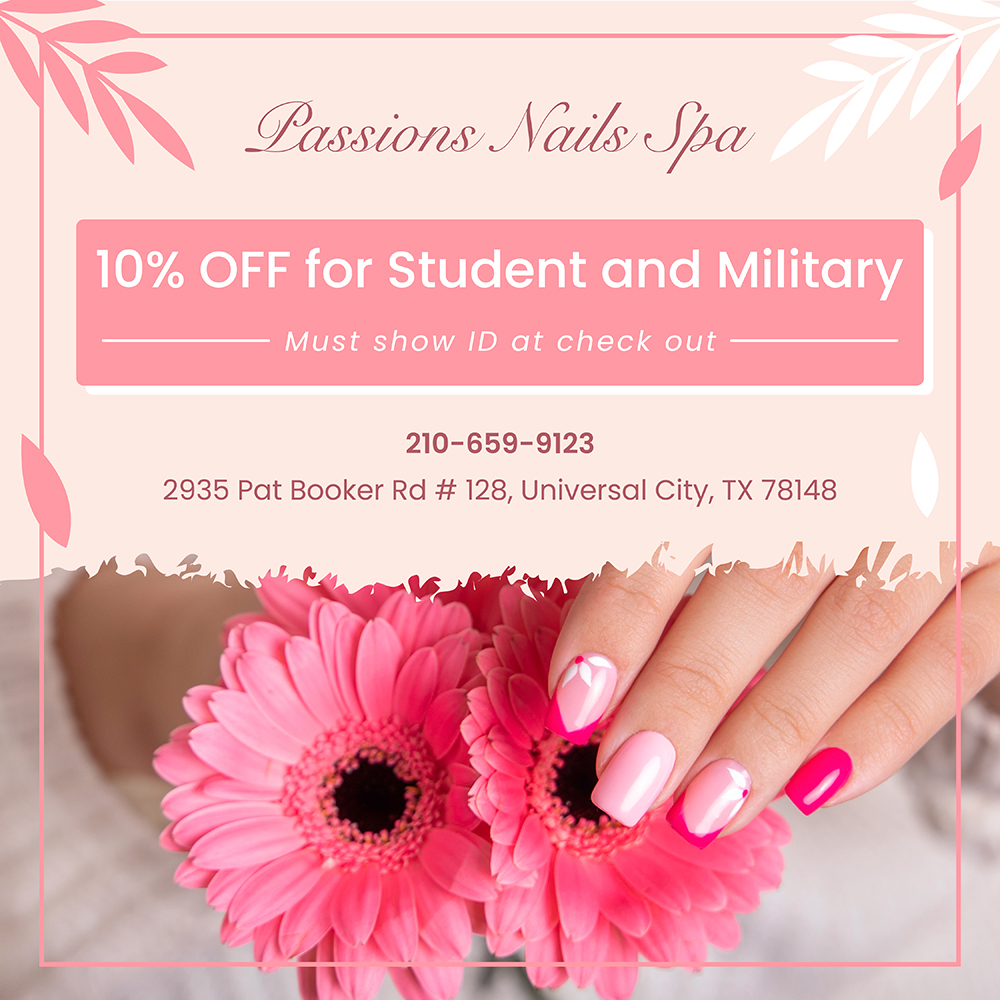 Passions Nails Spa
10% OFF for Student and Military
Must show ID at check out
210-659-9123
2935 Pat Booker Rd # 128, Universal City, TX 78148